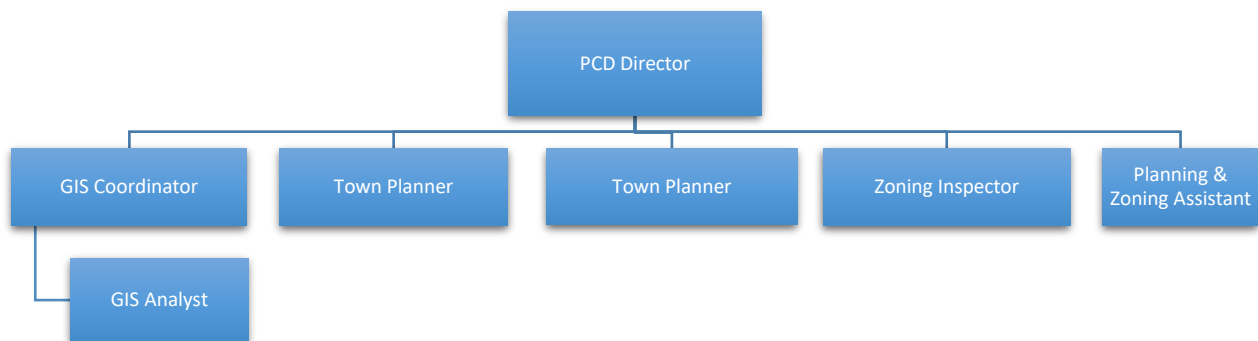 PCD Director
GIS Coordinator
Town Planner
Town Planner
Zoning Inspector
Planning &
Zoning Assistant
GIS Analyst